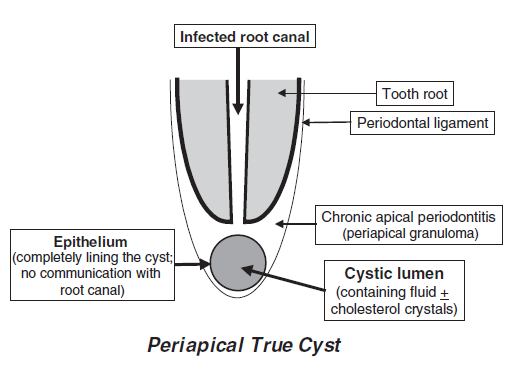 Infected root canal
Tooth root
Periodontal ligament
Chronic apical periodontitis
(periapical granuloma)
Epithelium
(completely lining the cyst;
no communication with
root canal)
Cystic lumen
(containing fluid ±
cholesterol crystals)
Periapical True Cyst